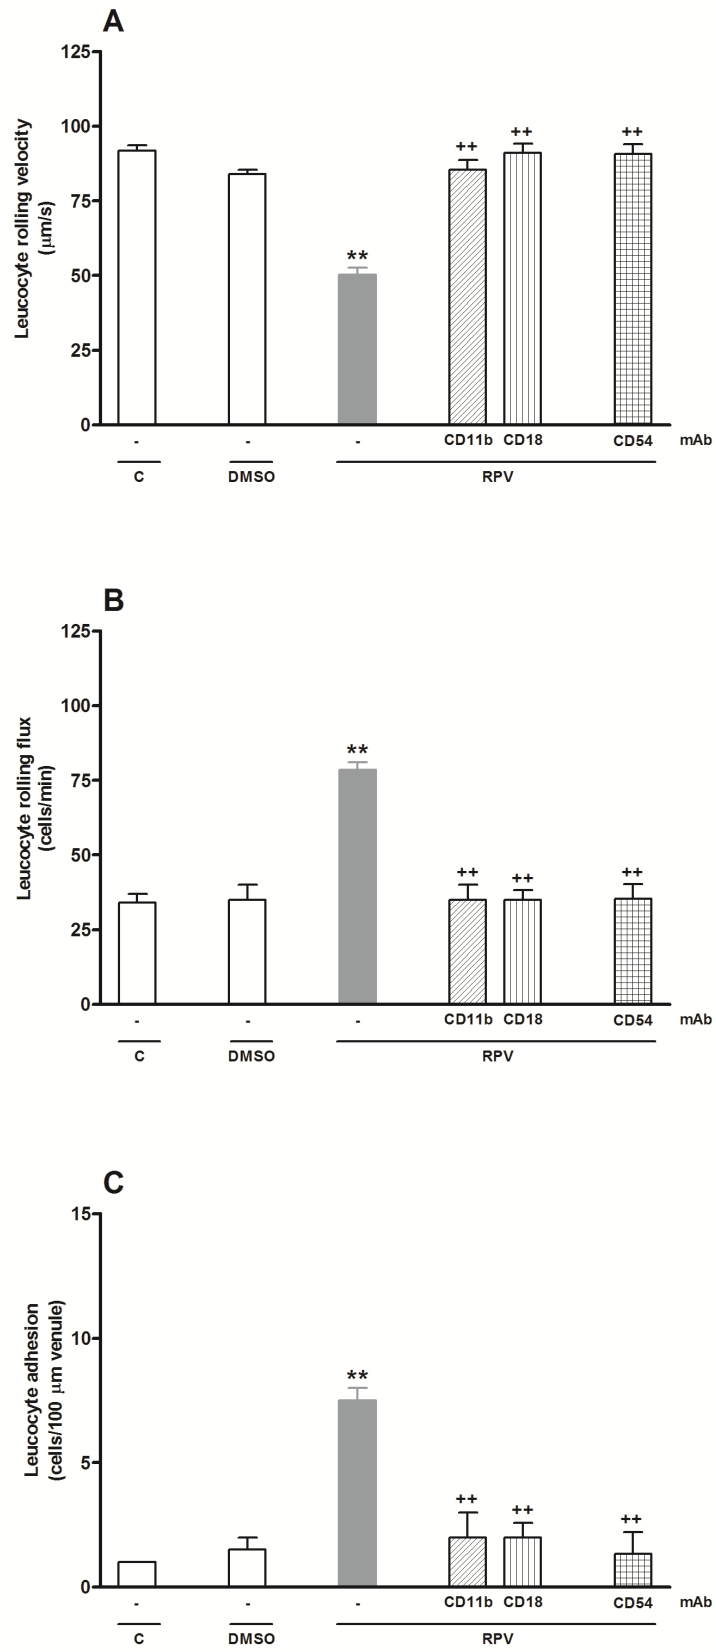 A
125
100
75
50
25
0
Leucocyte rolling velocity
(μm/s)
**
++
++
++
-
-
-
CD11b
CD18
CD54
mAb
C
DMSO
RPV
B
125
100
75
50
25
0
Leucocyte rolling flux
(cells/min)
**
++
++
++
-
-
-
CD11b
CD18
CD54
mAb
C
DMSO
RPV
C
15
10
5
0
Leucocyte adhesion
(cells/100 μm venule)
**
++
++
++
-
-
-
CD11b
CD18
CD54
mAb
C
DMSO
RPV